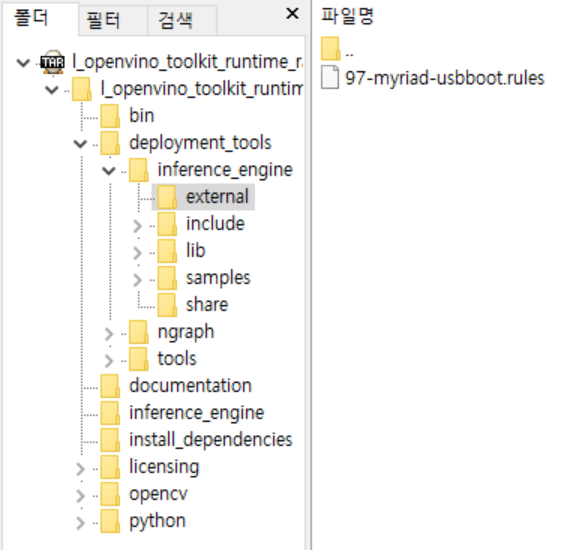 폴더
필터
검색
파일명
TAR
l_openvino_toolkit_runtime_r
l_openvino_toolkit_runtim
bin
deployment_tools
inference_engine
external
include
lib
samples
share
ngraph
tools
documentation
inference_engine
install_dependencies
licensing
opencv
python
..
97-myriad-usbboot.rules